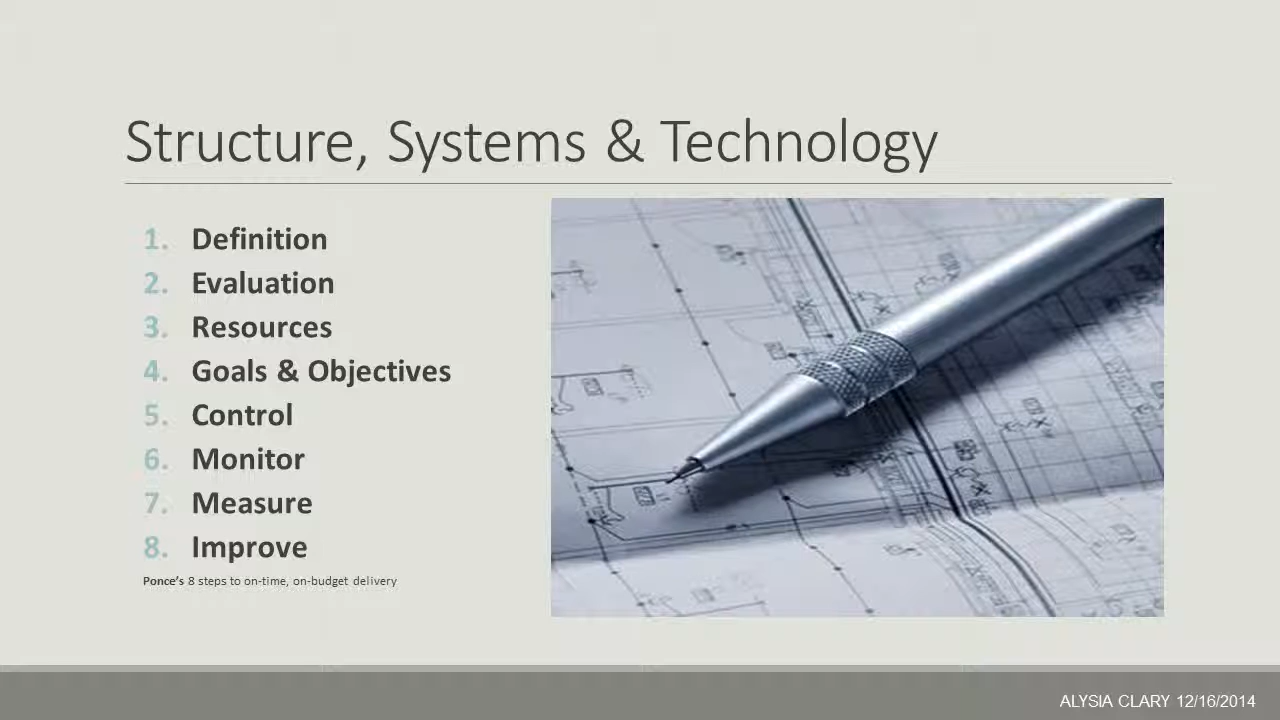 Structure, Systems & Technology
1. Definition
2. Evaluation
3. Resources
4. Goals & Objectives
5. Control
6. Monitor
7. Measure
8. Improve
Ponce's 8 steps to on-time, on-budget delivery
ALYSIA CLARY 12/16/2014